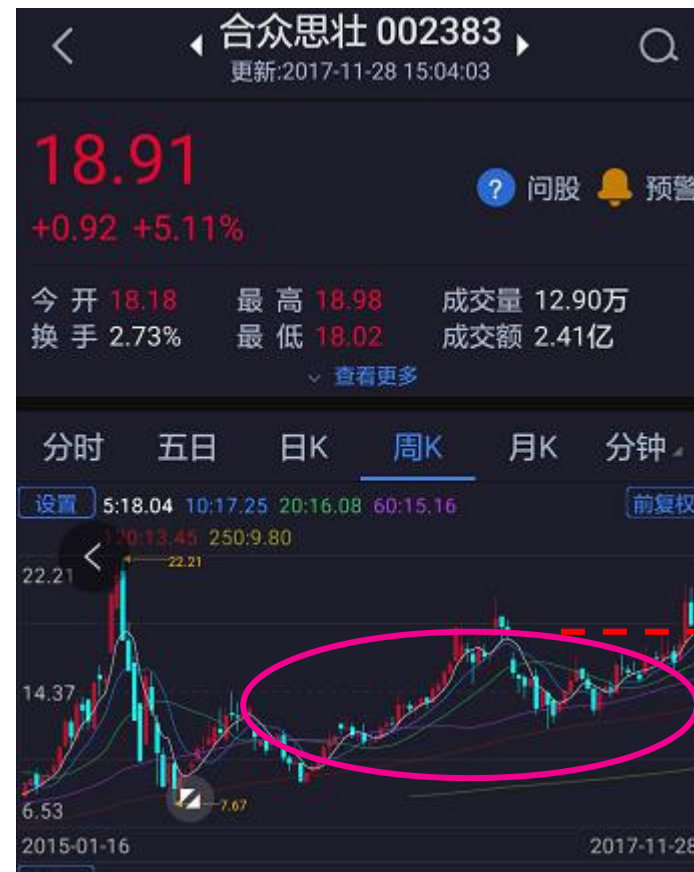 合众思壮 002383
更新:2017-11-28 15:04:03
18.91
+0.92 +5.11%
? 问股 预警
今开 18.18 最高 18.98 成交量 12.90万
换手 2.73% 最低 18.02 成交额 2.41亿
查看更多
分时 五日 日K 周K 月K 分钟
设置 5:18.04 10:17.25 20:16.08 60:15.16 前复权
120:13.45 250:9.80
22.21
22.21
14.37
7.67
6.53
2015-01-16 2017-11-28